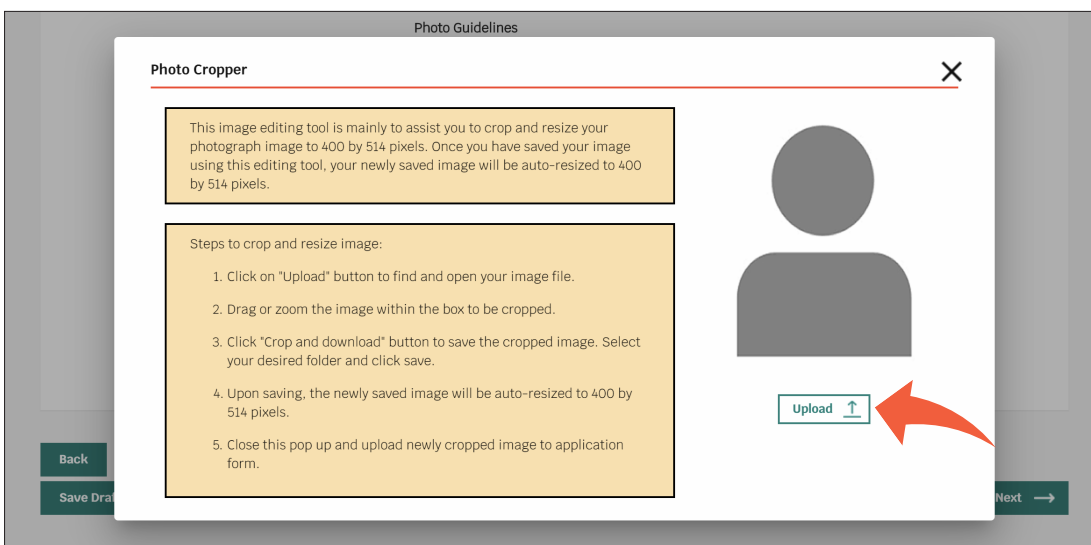 Photo Guidelines
Photo Cropper
This image editing tool is mainly to assist you to crop and resize your
photograph image to 400 by 514 pixels. Once you have saved your image
using this editing tool, your newly saved image will be auto-resized to 400
by 514 pixels.
Steps to crop and resize image:
1. Click on "Upload" button to find and open your image file.
2. Drag or zoom the image within the box to be cropped.
3. Click "Crop and download" button to save the cropped image. Select
your desired folder and click save.
4. Upon saving, the newly saved image will be auto-resized to 400 by
514 pixels.
5. Close this pop up and upload newly cropped image to application
form.
Upload
Back
Save Draf
Next